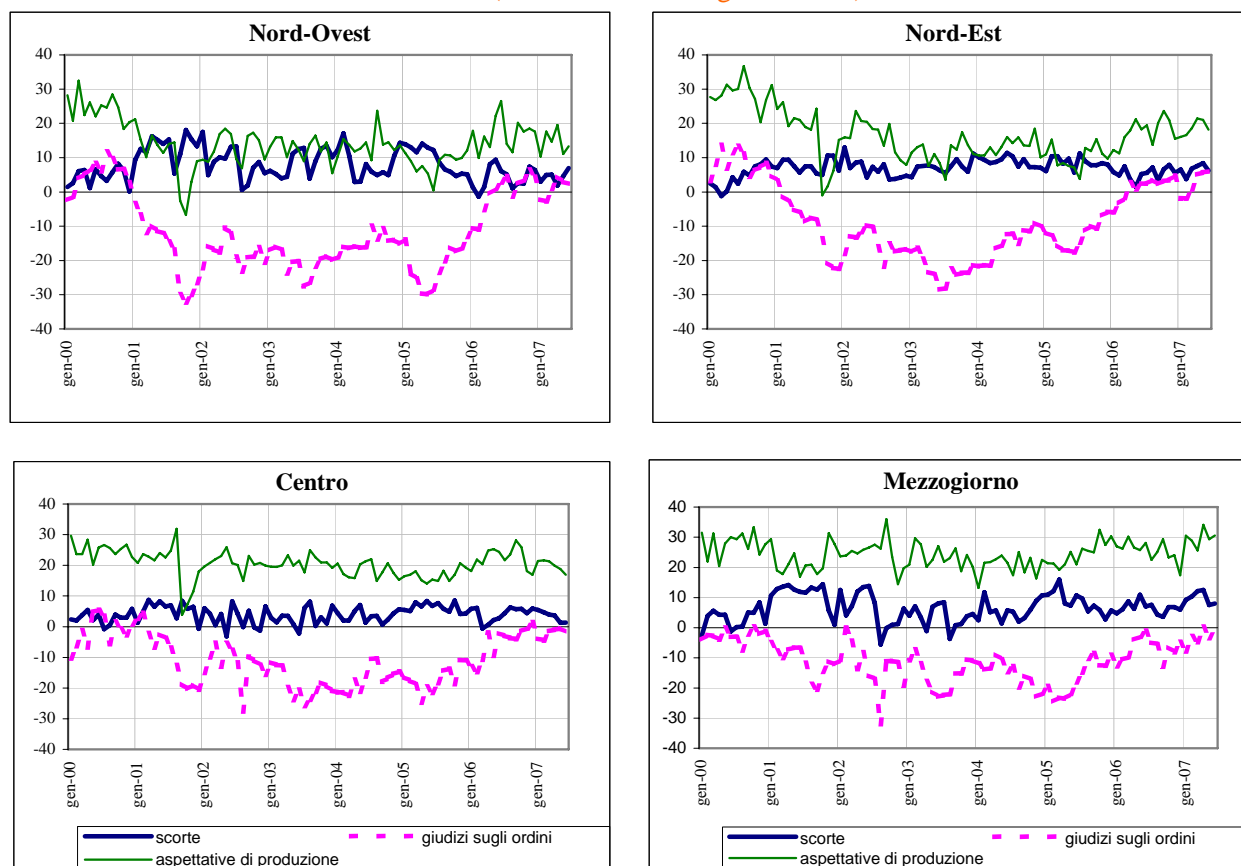 Nord-Ovest
40
30
20
10
0
-10
-20
-30
-40
gen-00
gen-01
gen-02
gen-03
gen-04
gen-05
gen-06
gen-07
Nord-Est
40
30
20
10
0
-10
-20
-30
-40
gen-00
gen-01
gen-02
gen-03
gen-04
gen-05
gen-06
gen-07
Centro
40
30
20
10
0
-10
-20
-30
-40
gen-00
gen-01
gen-02
gen-03
gen-04
gen-05
gen-06
gen-07
scorte
giudizi sugli ordini
aspettative di produzione
Mezzogiorno
40
30
20
10
0
-10
-20
-30
-40
gen-00
gen-01
gen-02
gen-03
gen-04
gen-05
gen-06
gen-07
scorte
giudizi sugli ordini
aspettative di produzione